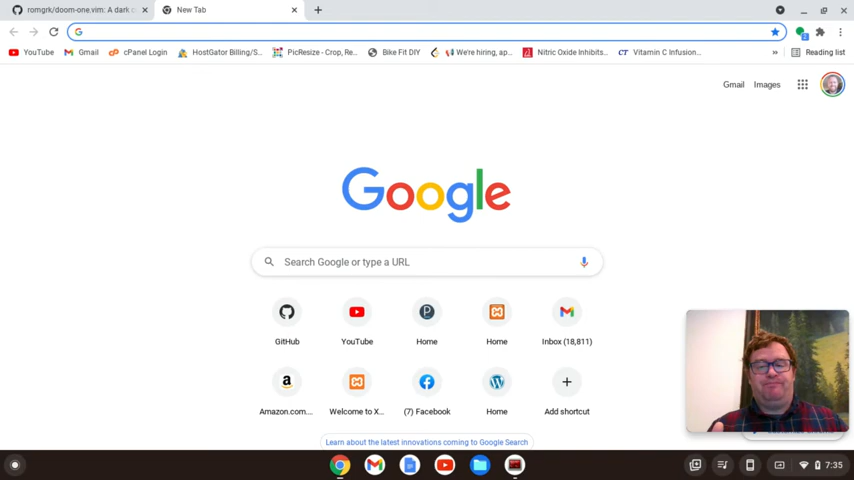 romgrk/doom-one.vim: A dark c
New Tab
G
YouTube
Gmail
cP cPanel Login
HostGator Billing/S...
PicResize - Crop, Re...
Bike Fit DIY
We're hiring, ap...
Nitric Oxide Inhibits...
CT Vitamin C Infusion...
»
Reading list
Gmail
Images
Google
Search Google or type a URL
GitHub
YouTube
Home
Home
Inbox (18,811)
Amazon.com...
Welcome to X...
(7) Facebook
Home
Add shortcut
Learn about the latest innovations coming to Google Search
7:35